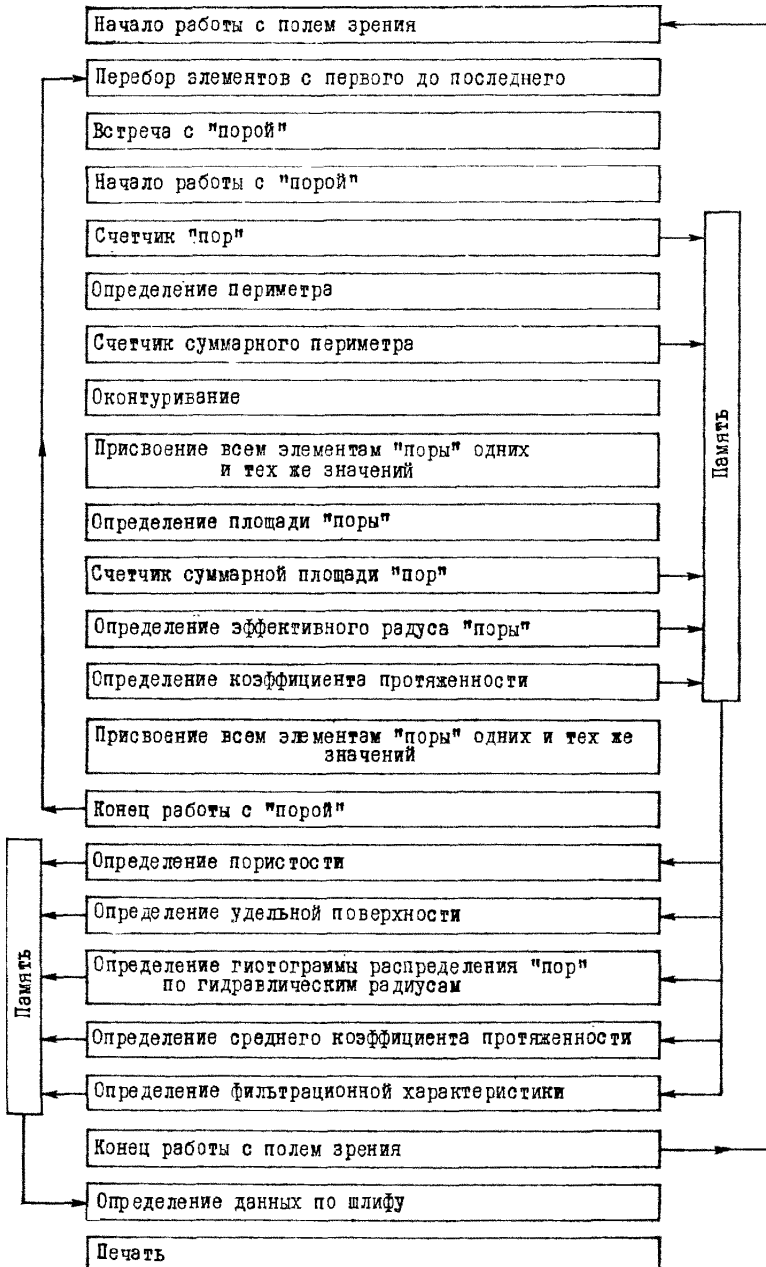 Начало работы с полем зрения
Перебор элементов с первого до последнего
Встреча с "порой"
Начало работы с "порой"
Счетчик "пор"
Определение периметра
Счетчик суммарного периметра
Оконтуривание
Присвоение всем элементам "поры" одних
и тех же значений
Определение площади "поры"
Счетчик суммарной площади "пор"
Определение эффективного радуса "поры"
Определение коэффициента протяженности
Память
Присвоение всем элементам "поры" одних и тех же
значений
Конец работы с "порой"
Определение пористости
Определение удельной поверхности
Определение гиотограммы распределения "пор"
по гидравлическим радиусам
Определение среднего коэффициента протяженности
Определение фильтрационной характеристики
Память
Конец работы с полем зрения
Определение данных по шлифу
Печать